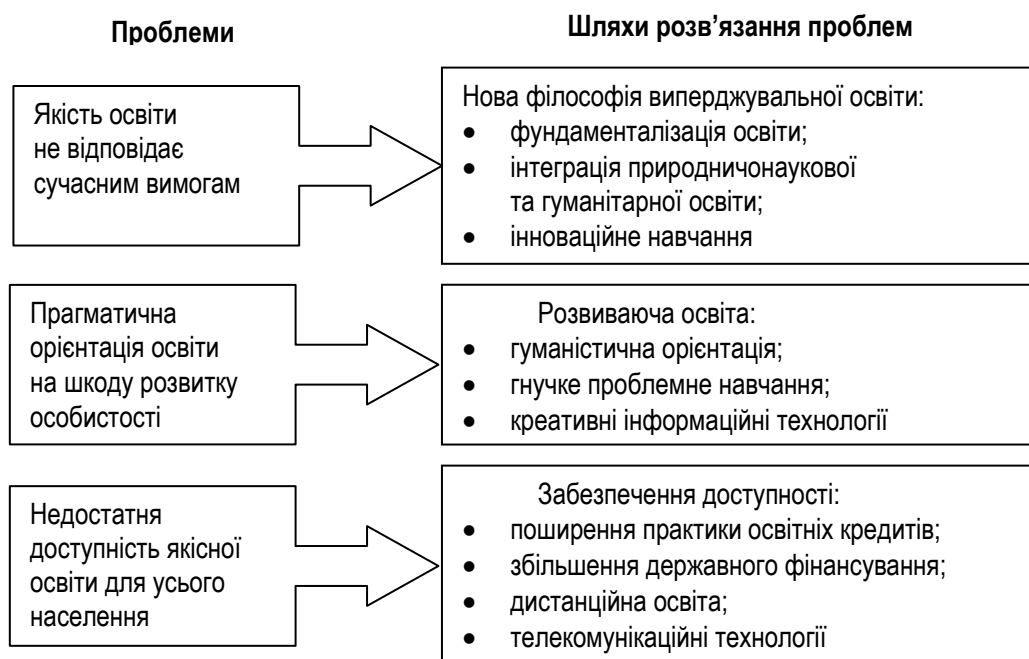 Проблеми
Шляхи розв’язання проблем
Якість освіти
не відповідає
сучасним вимогам
Нова філософія виперджувальної освіти:
• фундаменталізація освіти;
• інтеграція природничонаукової
та гуманітарної освіти;
• інноваційне навчання
Прагматична
орієнтація освіти
на шкоду розвитку
особистості
Розвиваюча освіта:
• гуманістична орієнтація;
• гнучке проблемне навчання;
• креативні інформаційні технології
Недостатня
доступність якісної
освіти для усього
населення
Забезпечення доступності:
• поширення практики освітніх кредитів;
• збільшення державного фінансування;
• дистанційна освіта;
• телекомунікаційні технології